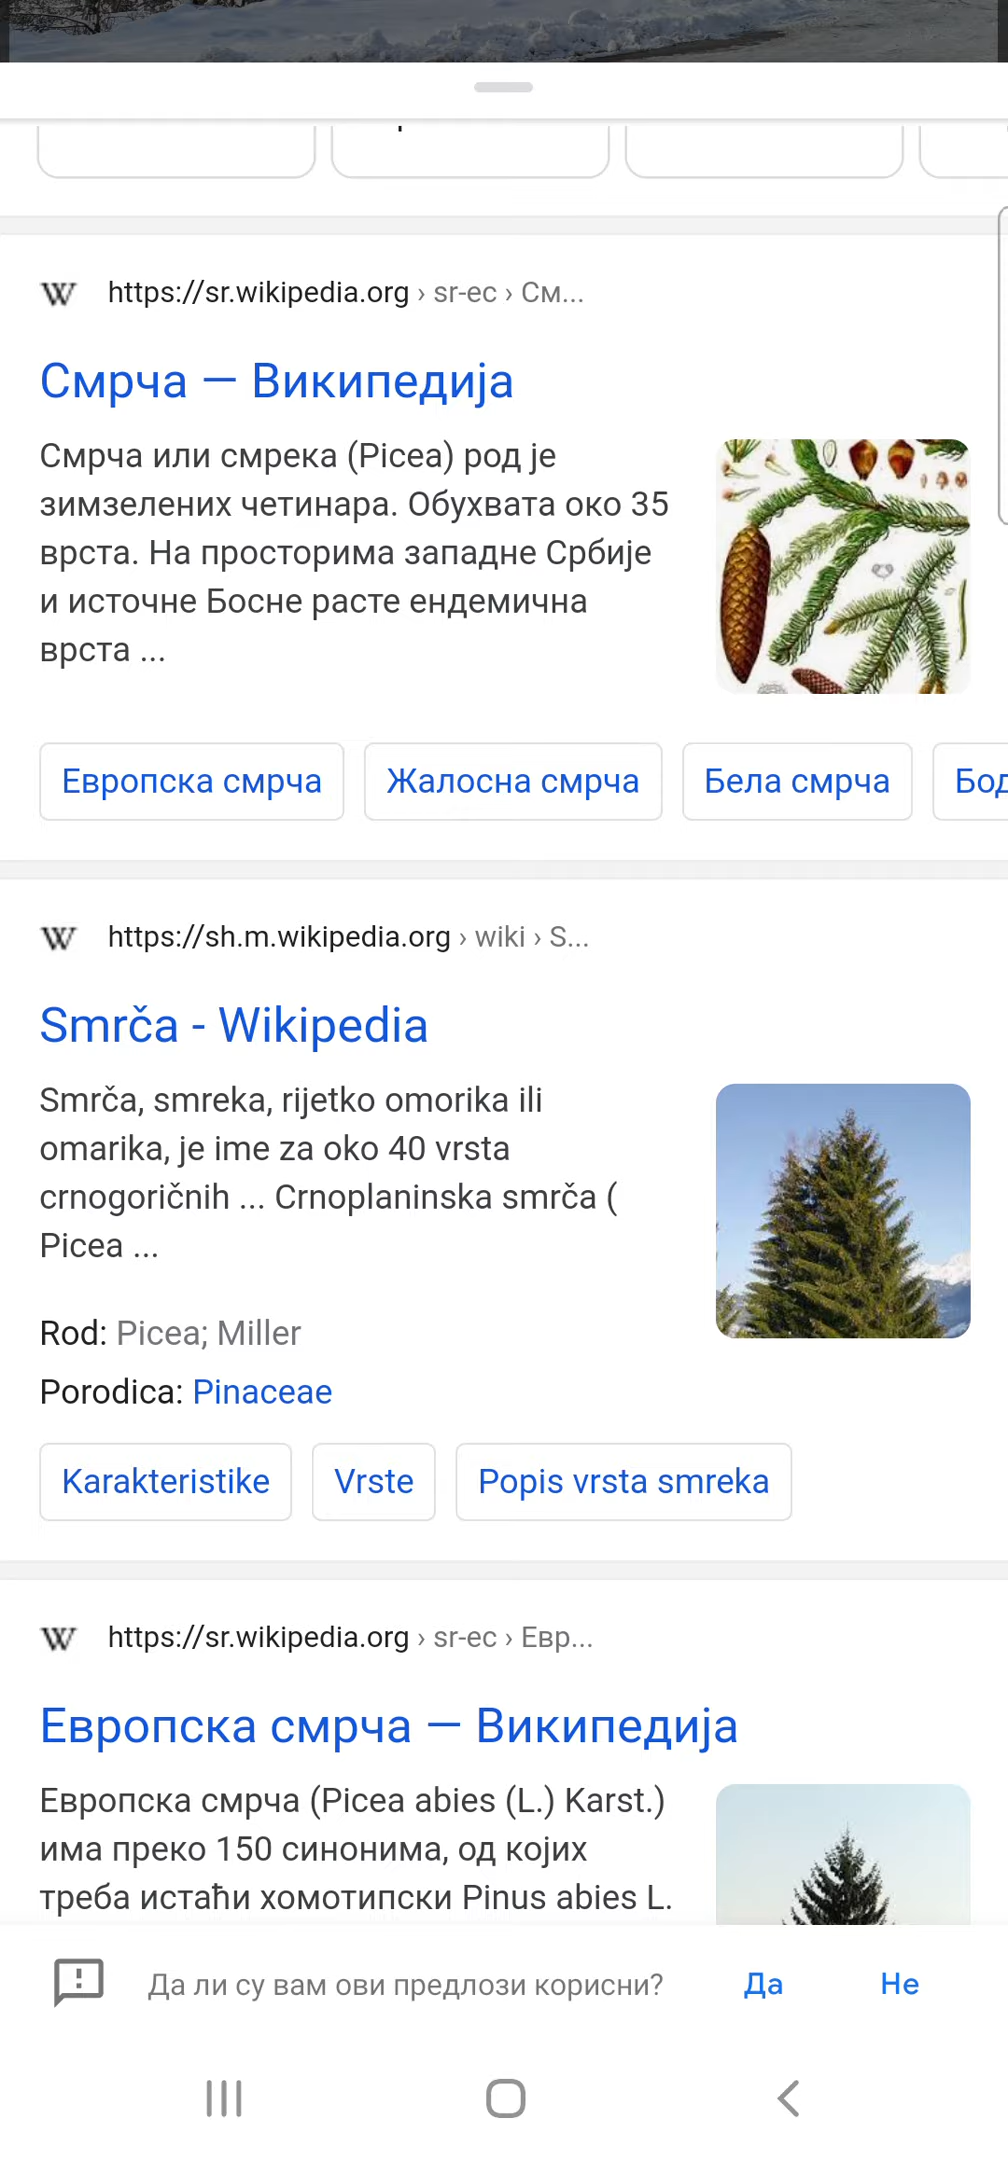 https://sr.wikipedia.org › sr-ec › См...
Смрча — Википедија
Смрча или смрека (Picea) род је
зимзелених четинара. Обухвата око 35
врста. На просторима западне Србије
и источне Босне расте ендемична
врста ...
Европска смрча
Жалосна смрча
Бела смрча
https://sh.m.wikipedia.org › wiki › S...
Smrča - Wikipedia
Smrča, smreka, rijetko omorika ili
omarika, je ime za oko 40 vrsta
crnogoričnih ... Crnoplaninska smrča (
Picea ...
Rod: Picea; Miller
Porodica: Pinaceae
Karakteristike
Vrste
Popis vrsta smreka
https://sr.wikipedia.org › sr-ec › Евр...
Европска смрча — Википедија
Европска смрча (Picea abies (L.) Karst.)
има преко 150 синонима, од којих
треба истаћи хомотипски Pinus abies L.
Да ли су вам ови предлози корисни?
Да
Не